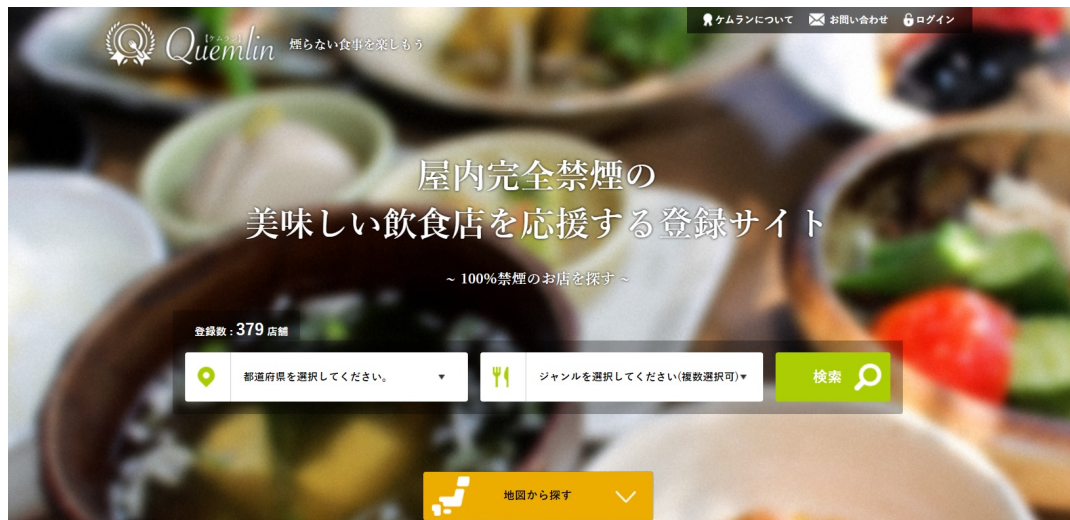 [ケムラン]
Quemlin
煙らない食事を楽しもう
ケムランについて
お問い合わせ
ログイン
屋内完全禁煙の
美味しい飲食店を応援する登録サイト
~ 100%禁煙のお店を探す ~
登録数 : 379 店舗
都道府県を選択してください。
ジャンルを選択してください(複数選択可)
検索
地図から探す